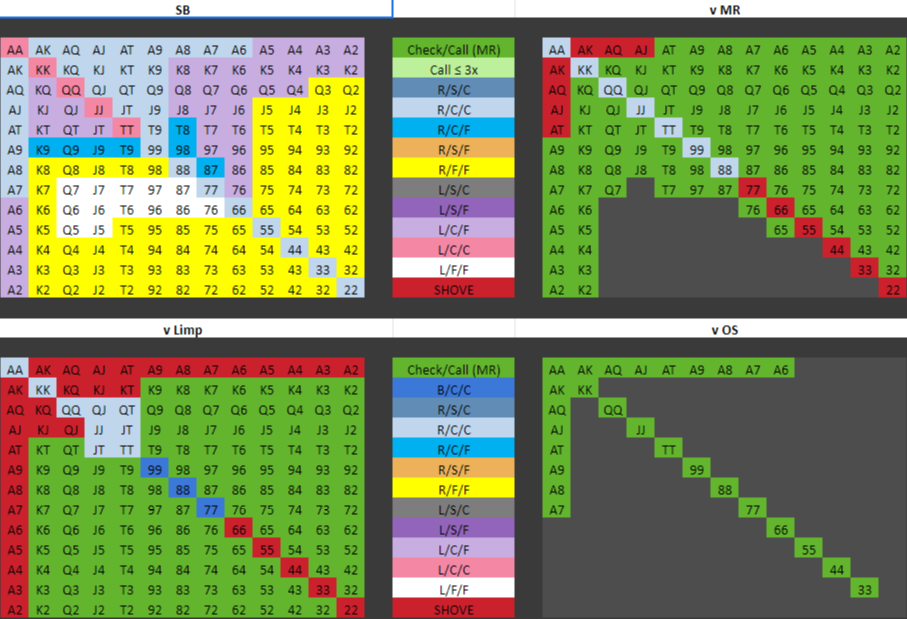 SB v MR
AA AK AQ AJ AT A9 A8 A7 A6 A5 A4 A3 A2 Check/Call (MR) AA AK AQ AJ AT A9 A8 A7 A6 A5 A4 A3 A2
AK KK KQ KJ KT K9 K8 K7 K6 K5 K4 K3 K2 Call ≤ 3x AK KK KQ KJ KT K9 K8 K7 K6 K5 K4 K3 K2
AQ KQ QQ QJ QT Q9 Q8 Q7 Q6 Q5 Q4 Q3 Q2 R/S/C AQ KQ QQ QJ QT Q9 Q8 Q7 Q6 Q5 Q4 Q3 Q2
AJ KJ QJ JJ JT J9 J8 J7 J6 J5 J4 J3 J2 R/C/C AJ KJ QJ JJ JT J9 J8 J7 J6 J5 J4 J3 J2
AT KT QT JT TT T9 T8 T7 T6 T5 T4 T3 T2 R/C/F AT KT QT JT TT T9 T8 T7 T6 T5 T4 T3 T2
A9 K9 Q9 J9 T9 99 98 97 96 95 94 93 92 R/S/F A9 K9 Q9 J9 T9 99 98 97 96 95 94 93 92
A8 K8 Q8 J8 T8 98 88 87 86 85 84 83 82 R/F/F A8 K8 Q8 J8 T8 98 88 87 86 85 84 83 82
A7 K7 Q7 J7 T7 97 87 77 76 75 74 73 72 L/S/C A7 K7 Q7 T7 97 87 77 76 75 74 73 72
A6 K6 Q6 J6 T6 96 86 76 66 65 64 63 62 L/S/F A6 K6 76 66 65 64 63 62
A5 K5 Q5 J5 T5 95 85 75 65 55 54 53 52 L/C/F A5 K5 65 55 54 53 52
A4 K4 Q4 J4 T4 94 84 74 64 54 44 43 42 L/C/C A4 K4 44 43 42
A3 K3 Q3 J3 T3 93 83 73 63 53 43 33 32 L/F/F A3 K3 33 32
A2 K2 Q2 J2 T2 92 82 72 62 52 42 32 22 SHOVE A2 K2 22
v Limp v OS
AA AK AQ AJ AT A9 A8 A7 A6 A5 A4 A3 A2 Check/Call (MR) AA AK AQ AJ AT A9 A8 A7 A6
AK KK KQ KJ KT K9 K8 K7 K6 K5 K4 K3 K2 B/C/C AK KK
AQ KQ QQ QJ QT Q9 Q8 Q7 Q6 Q5 Q4 Q3 Q2 R/S/C AQ QQ
AJ KJ QJ JJ JT J9 J8 J7 J6 J5 J4 J3 J2 R/C/C AJ JJ
AT KT QT JT TT T9 T8 T7 T6 T5 T4 T3 T2 R/C/F AT TT
A9 K9 Q9 J9 T9 99 98 97 96 95 94 93 92 R/S/F A9 99
A8 K8 Q8 J8 T8 98 88 87 86 85 84 83 82 R/F/F A8 88
A7 K7 Q7 J7 T7 97 87 77 76 75 74 73 72 L/S/C A7 77
A6 K6 Q6 J6 T6 96 86 76 66 65 64 63 62 L/S/F 66
A5 K5 Q5 J5 T5 95 85 75 65 55 54 53 52 L/C/F 55
A4 K4 Q4 J4 T4 94 84 74 64 54 44 43 42 L/C/C 44
A3 K3 Q3 J3 T3 93 83 73 63 53 43 33 32 L/F/F 33
A2 K2 Q2 J2 T2 92 82 72 62 52 42 32 22 SHOVE